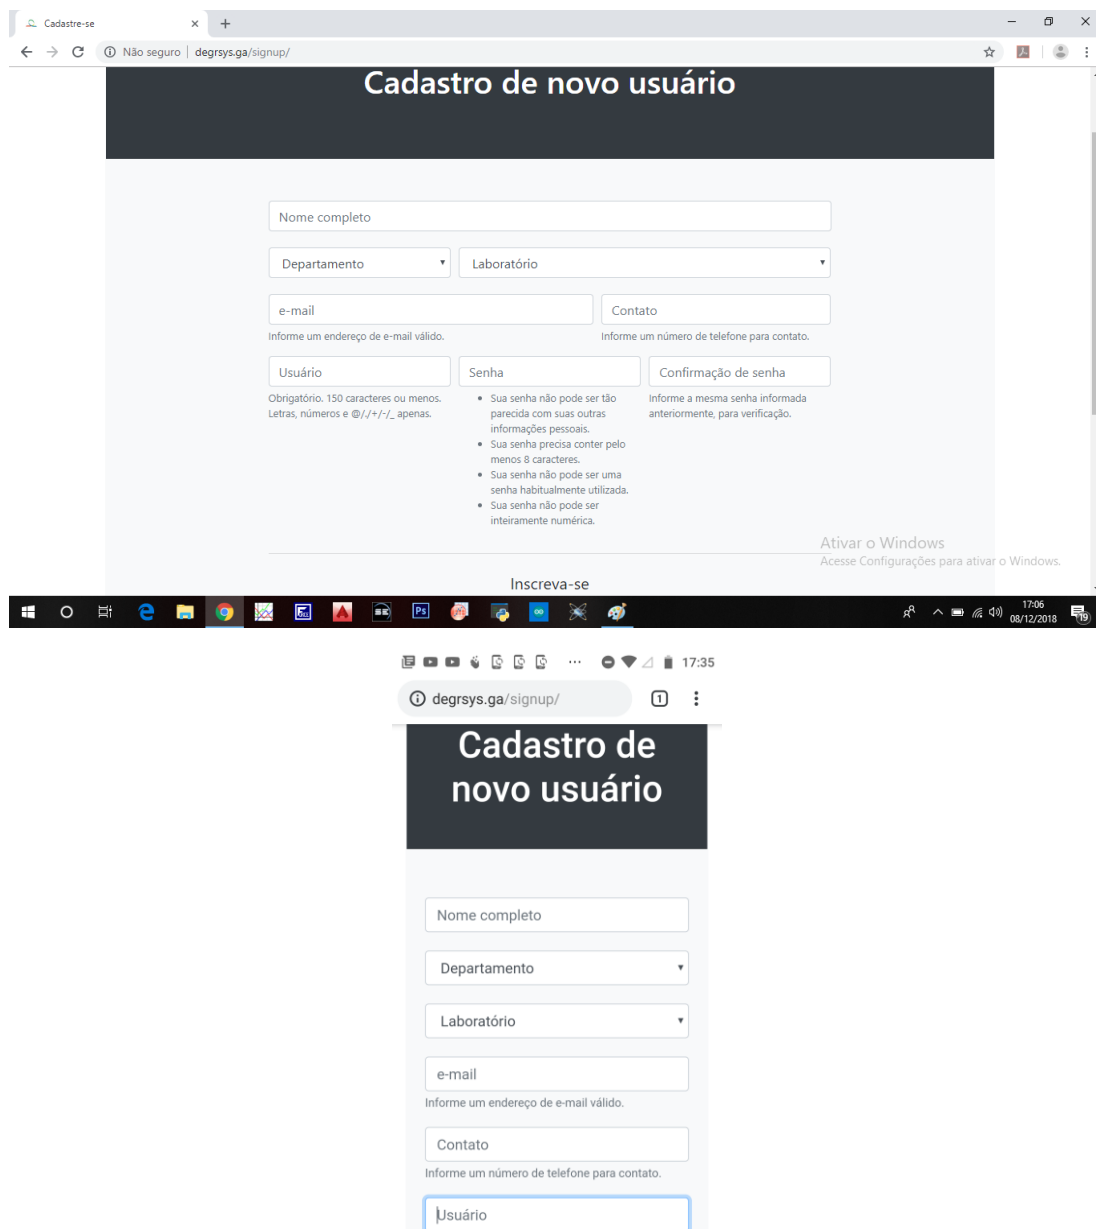 Cadastre-se
Não seguro | degrsys.ga/signup/
Cadastro de novo usuário
Nome completo
Departamento
Laboratório
e-mail
Contato
Informe um endereço de e-mail válido.
Informe um número de telefone para contato.
Usuário
Senha
Confirmação de senha
Obrigatório. 150 caracteres ou menos.
Letras, números e @/./+/-/_ apenas.
Sua senha não pode ser tão
parecida com suas outras
informações pessoais.
Sua senha precisa conter pelo
menos 8 caracteres.
Sua senha não pode ser uma
senha habitualmente utilizada.
Sua senha não pode ser
inteiramente numérica.
Informe a mesma senha informada
anteriormente, para verificação.
Ativar o Windows
Acesse Configurações para ativar o Windows.
Inscreva-se
Ps
17:06
08/12/2018
19
17:35
degrsys.ga/signup/
1
Cadastro de
novo usuário
Nome completo
Departamento
Laboratório
e-mail
Informe um endereço de e-mail válido.
Contato
Informe um número de telefone para contato.
Usuário